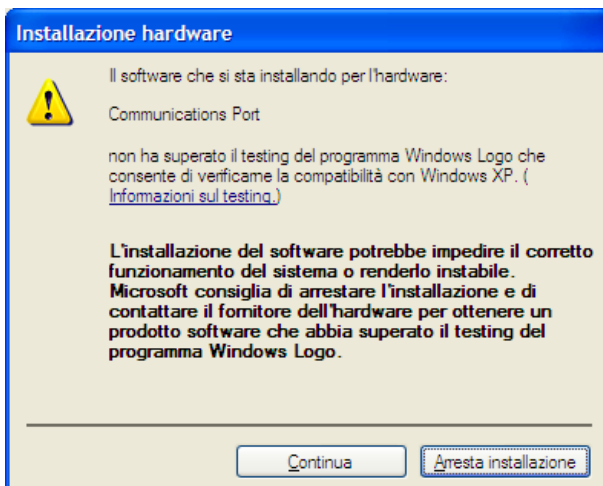 Installazione hardware
Il software che si sta installando per l'hardware:
Communications Port
non ha superato il testing del programma Windows Logo che
consente di verificarne la compatibilità con Windows XP. (
Informazioni sul testing.)
L'installazione del software potrebbe impedire il corretto
funzionamento del sistema o renderlo instabile.
Microsoft consiglia di arrestare l'installazione e di
contattare il fornitore dell'hardware per ottenere un
prodotto software che abbia superato il testing del
programma Windows Logo.
Continua
Arresta installazione